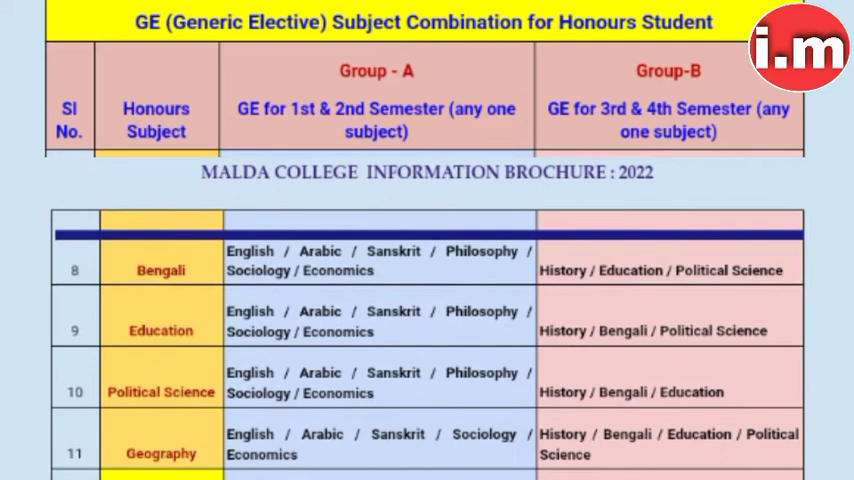 GE (Generic Elective) Subject Combination for Honours Student
i.m
Sl No.
Honours Subject
Group - A
GE for 1st & 2nd Semester (any one subject)
Group-B
GE for 3rd & 4th Semester (any one subject)
MALDA COLLEGE INFORMATION BROCHURE : 2022
8
Bengali
English / Arabic / Sanskrit / Philosophy /
Sociology / Economics
History / Education / Political Science
9
Education
English / Arabic / Sanskrit / Philosophy /
Sociology / Economics
History / Bengali / Political Science
10
Political Science
English / Arabic / Sanskrit / Philosophy /
Sociology / Economics
History / Bengali / Education
11
Geography
English / Arabic / Sanskrit / Sociology /
Economics
History / Bengali / Education / Political
Science